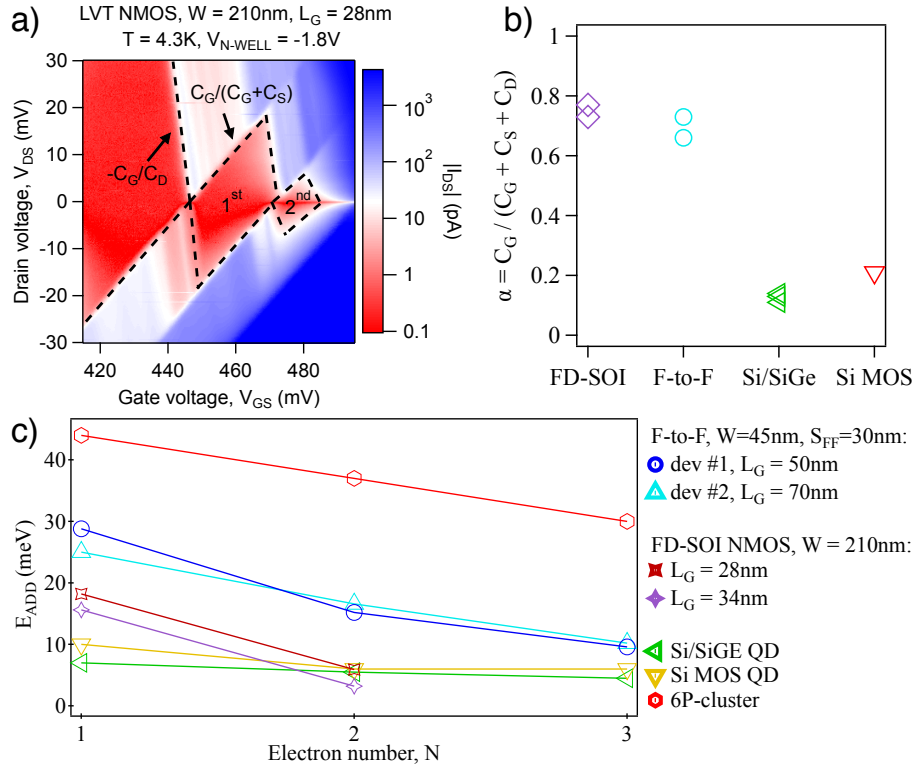 a)
LVT NMOS, W = 210nm, L_G = 28nm
T = 4.3K, V_N-WELL = -1.8V
Drain voltage, V_DS (mV)
30
20
10
0
-10
-20
-30
C_G/(C_G+C_S)
-C_G/C_D
1st
2nd
420
440
460
480
Gate voltage, V_GS (mV)
10^3
10^2
10
1
0.1
|I_DS| (pA)
b)
α = C_G / (C_G + C_S + C_D)
1
0.8
0.6
0.4
0.2
0
FD-SOI
F-to-F
Si/SiGe
Si MOS
c)
E_ADD (meV)
40
30
20
10
0
1
2
3
Electron number, N
F-to-F, W=45nm, S_FF=30nm:
dev #1, L_G = 50nm
dev #2, L_G = 70nm
FD-SOI NMOS, W = 210nm:
L_G = 28nm
L_G = 34nm
Si/SiGE QD
Si MOS QD
6P-cluster